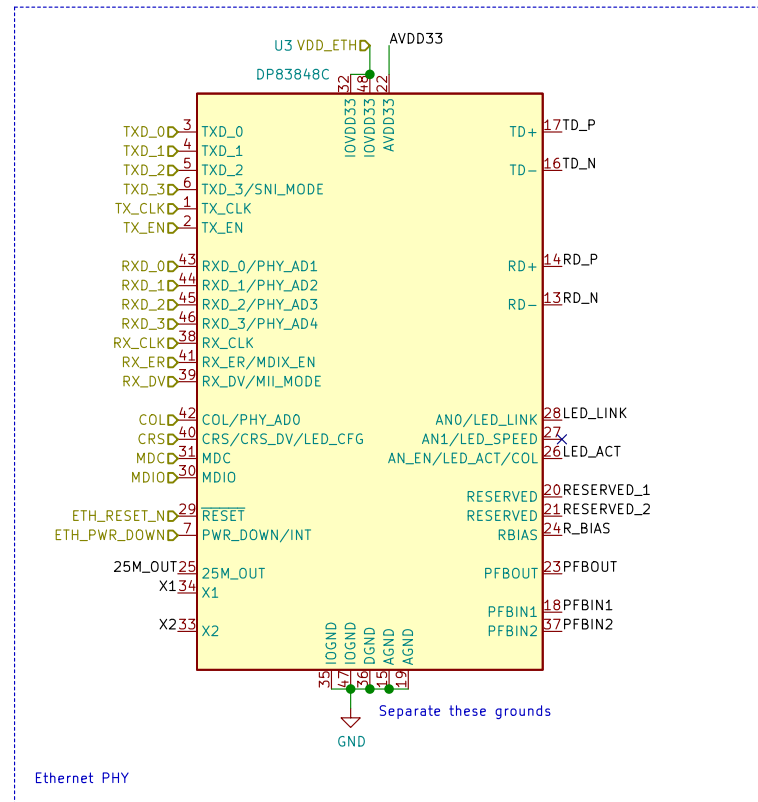 U3 VDD_ETH AVDD33
DP83848C
32 48 22
IOVDD33 IOVDD33 AVDD33
TXD_0 3 TXD_0 TD+ 17 TD_P
TXD_1 4 TXD_1
TXD_2 5 TXD_2 TD- 16 TD_N
TXD_3 6 TXD_3/SNI_MODE
TX_CLK 1 TX_CLK
TX_EN 2 TX_EN
RXD_0 43 RXD_0/PHY_AD1 RD+ 14 RD_P
RXD_1 44 RXD_1/PHY_AD2
RXD_2 45 RXD_2/PHY_AD3 RD- 13 RD_N
RXD_3 46 RXD_3/PHY_AD4
RX_CLK 38 RX_CLK
RX_ER 41 RX_ER/MDIX_EN
RX_DV 39 RX_DV/MII_MODE
COL 42 COL/PHY_AD0 AN0/LED_LINK 28 LED_LINK
CRS 40 CRS/CRS_DV/LED_CFG AN1/LED_SPEED 27
MDC 31 MDC AN_EN/LED_ACT/COL 26 LED_ACT
MDIO 30 MDIO
RESERVED 20 RESERVED_1
ETH_RESET_N 29 RESET RESERVED 21 RESERVED_2
ETH_PWR_DOWN 7 PWR_DOWN/INT RBIAS 24 R_BIAS
25M_OUT 25 25M_OUT PFBOUT 23 PFBOUT
X1 34 X1
PFBIN1 18 PFBIN1
X2 33 X2 PFBIN2 37 PFBIN2
IOGND IOGND DGND AGND AGND
35 47 36 15 19
Separate these grounds
GND
Ethernet PHY